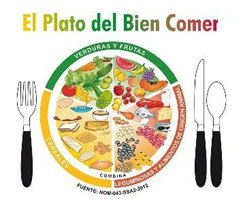 El Plato del Bien Comer
VERDURAS Y FRUTAS
CEREALES
LEGUMINOSAS Y ALIMENTOS DE ORIGEN ANIMAL
COMBINA
FUENTE: NOM-043-SSA2-2012